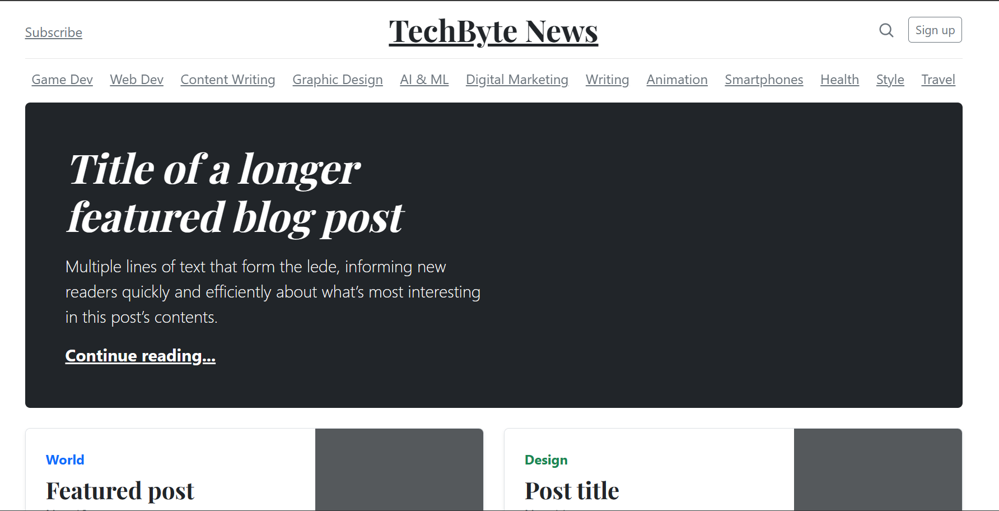 Subscribe
TechByte News
Sign up
Game Dev Web Dev Content Writing Graphic Design AI & ML Digital Marketing Writing Animation Smartphones Health Style Travel
Title of a longer
featured blog post
Multiple lines of text that form the lede, informing new
readers quickly and efficiently about what’s most interesting
in this post’s contents.
Continue reading...
World
Featured post
Design
Post title